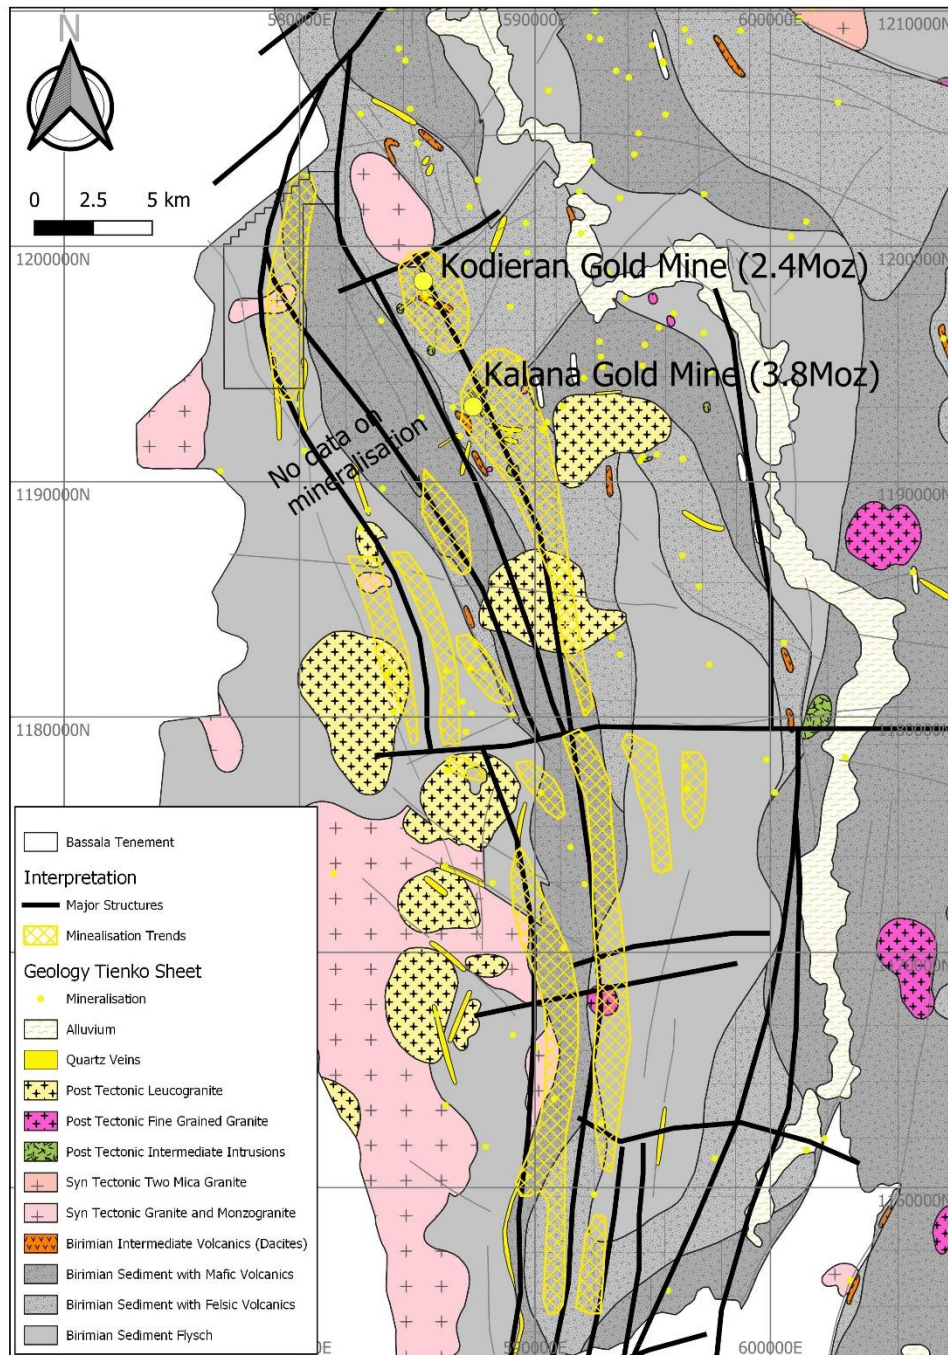 580000E
590000E
600000E
1210000N
N
0 2.5 5 km
1200000N
1200000N
Kodieran Gold Mine (2.4Moz)
Kalana Gold Mine (3.8Moz)
No data on
mineralisation
1190000N
1190000N
1180000N
Bassala Tenement
Interpretation
Major Structures
Minealisation Trends
Geology Tienko Sheet
Mineralisation
Alluvium
Quartz Veins
Post Tectonic Leucogranite
Post Tectonic Fine Grained Granite
Post Tectonic Intermediate Intrusions
Syn Tectonic Two Mica Granite
Syn Tectonic Granite and Monzogranite
Birimian Intermediate Volcanics (Dacites)
Birimian Sediment with Mafic Volcanics
Birimian Sediment with Felsic Volcanics
Birimian Sediment Flysch
590000E
600000E